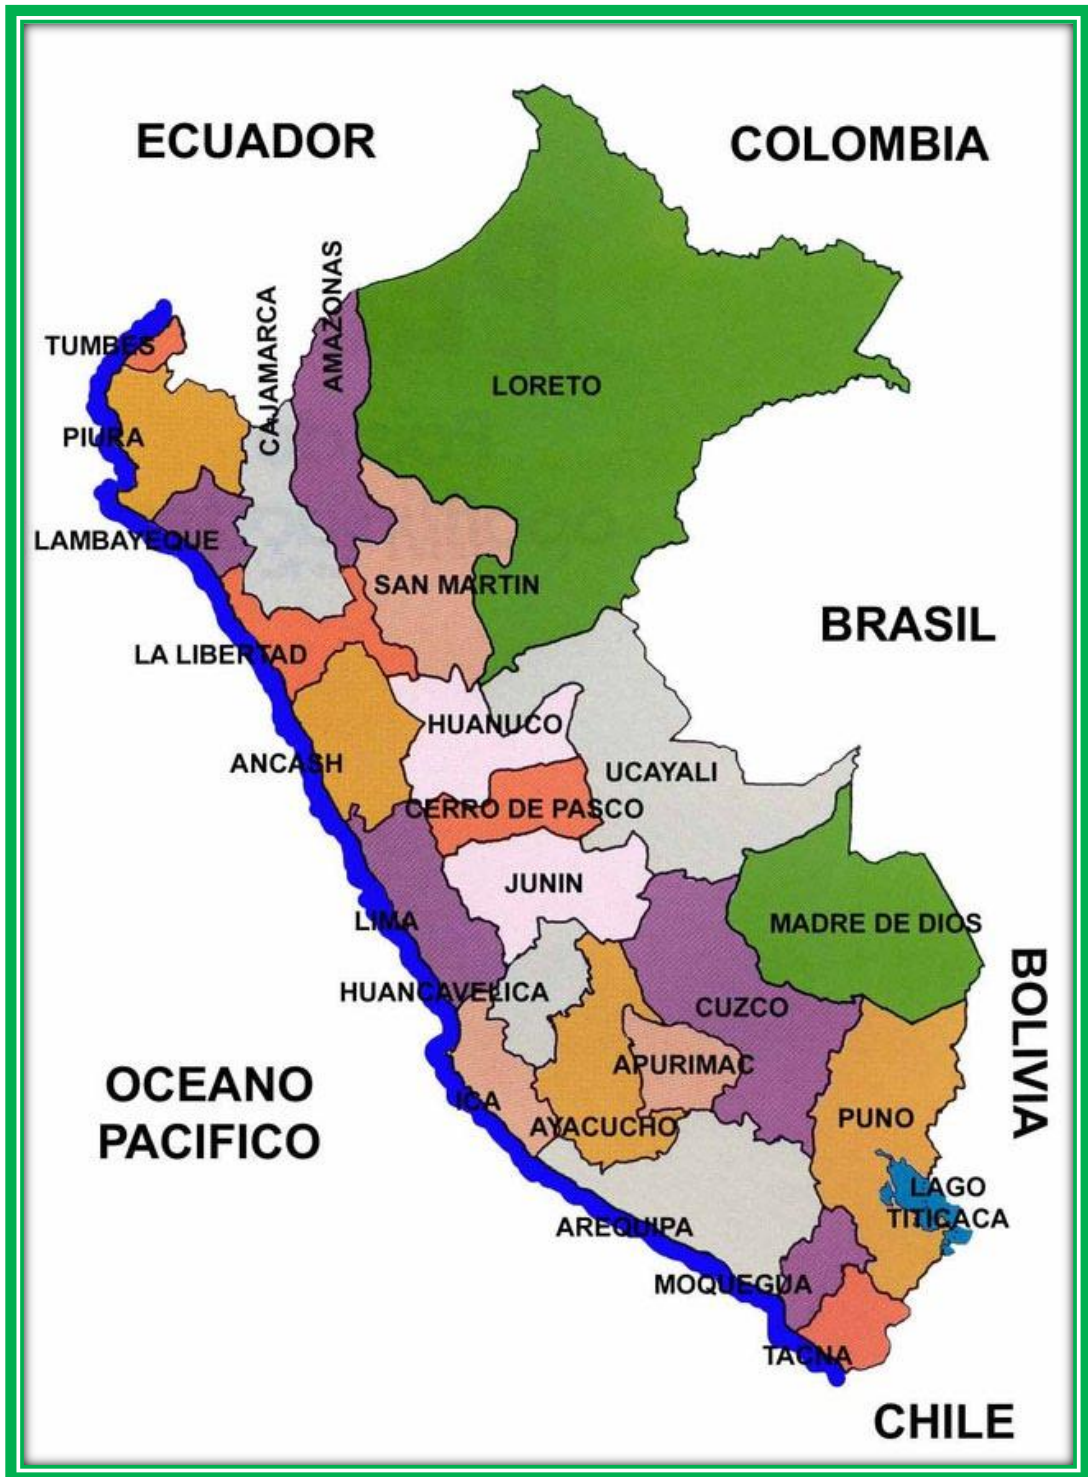 ECUADOR
COLOMBIA
AMAZONAS
CAJAMARCA
TUMBES
LORETO
PIURA
LAMBAYEQUE
SAN MARTIN
BRASIL
LA LIBERTAD
HUANUCO
ANCASH
UCAYALI
CERRO DE PASCO
JUNIN
LIMA
MADRE DE DIOS
HUANCAVELICA
CUZCO
BOLIVIA
APURIMAC
OCEANO
PACIFICO
ICA
AYACUCHO
PUNO
LAGO
TITICACA
AREQUIPA
MOQUEGUA
TACNA
CHILE